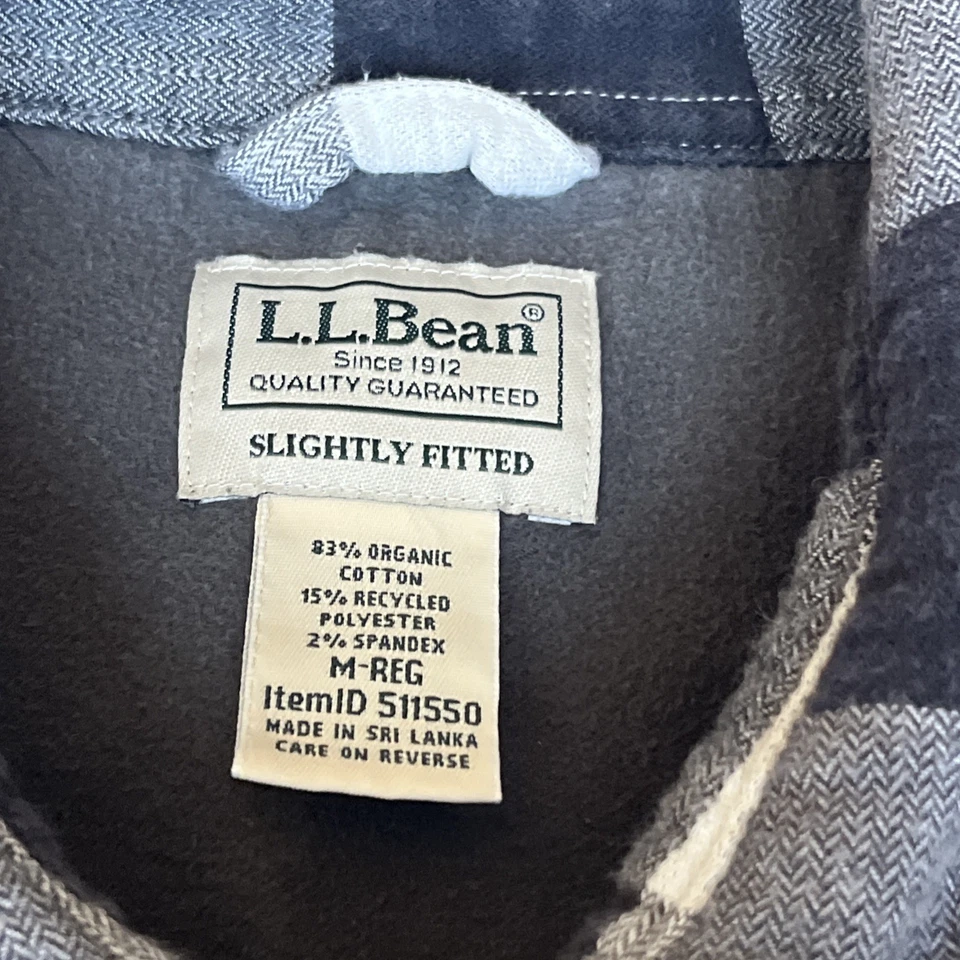 L.L.Bean®
Since 1912
QUALITY GUARANTEED
SLIGHTLY FITTED
83% ORGANIC
COTTON
15% RECYCLED
POLYESTER
2% SPANDEX
M-REG
ItemID 511550
MADE IN SRI LANKA
CARE ON REVERSE